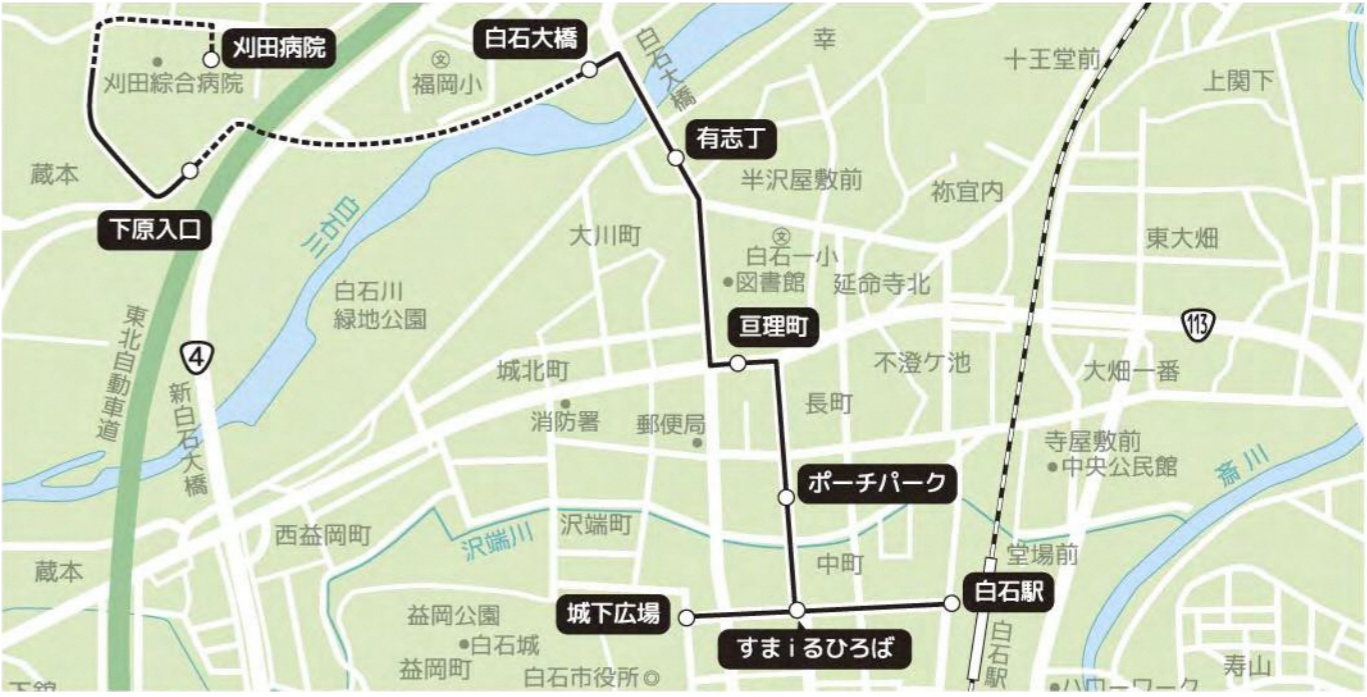 刈田病院
刈田綜合病院
蔵本
下原入口
福岡小
白石大橋
白石大橋
幸
十王堂前
上関下
有志丁
半沢屋敷前
祢宜内
白石川
大川町
白石一小
図書館
延命寺北
東大畑
白石川
緑地公園
亘理町
113
東北自動車道
4
新白石大橋
城北町
消防署
郵便局
不澄ケ池
長町
大畑一番
寺屋敷前
中央公民館
斎川
ポーチパーク
西益岡町
沢端川
沢端町
中町
堂場前
蔵本
白石駅
城下広場
すまiるひろば
益岡公園
白石城
益岡町
白石市役所
白石駅
寿山
ハローワーク
下舘